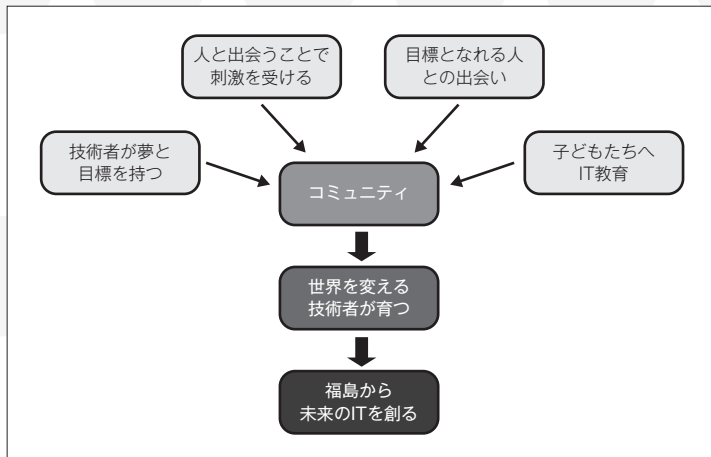 人と出会うことで
刺激を受ける
目標となれる人
との出会い
技術者が夢と
目標を持つ
子どもたちへ
IT教育
コミュニティ
世界を変える
技術者が育つ
福島から
未来のITを創る